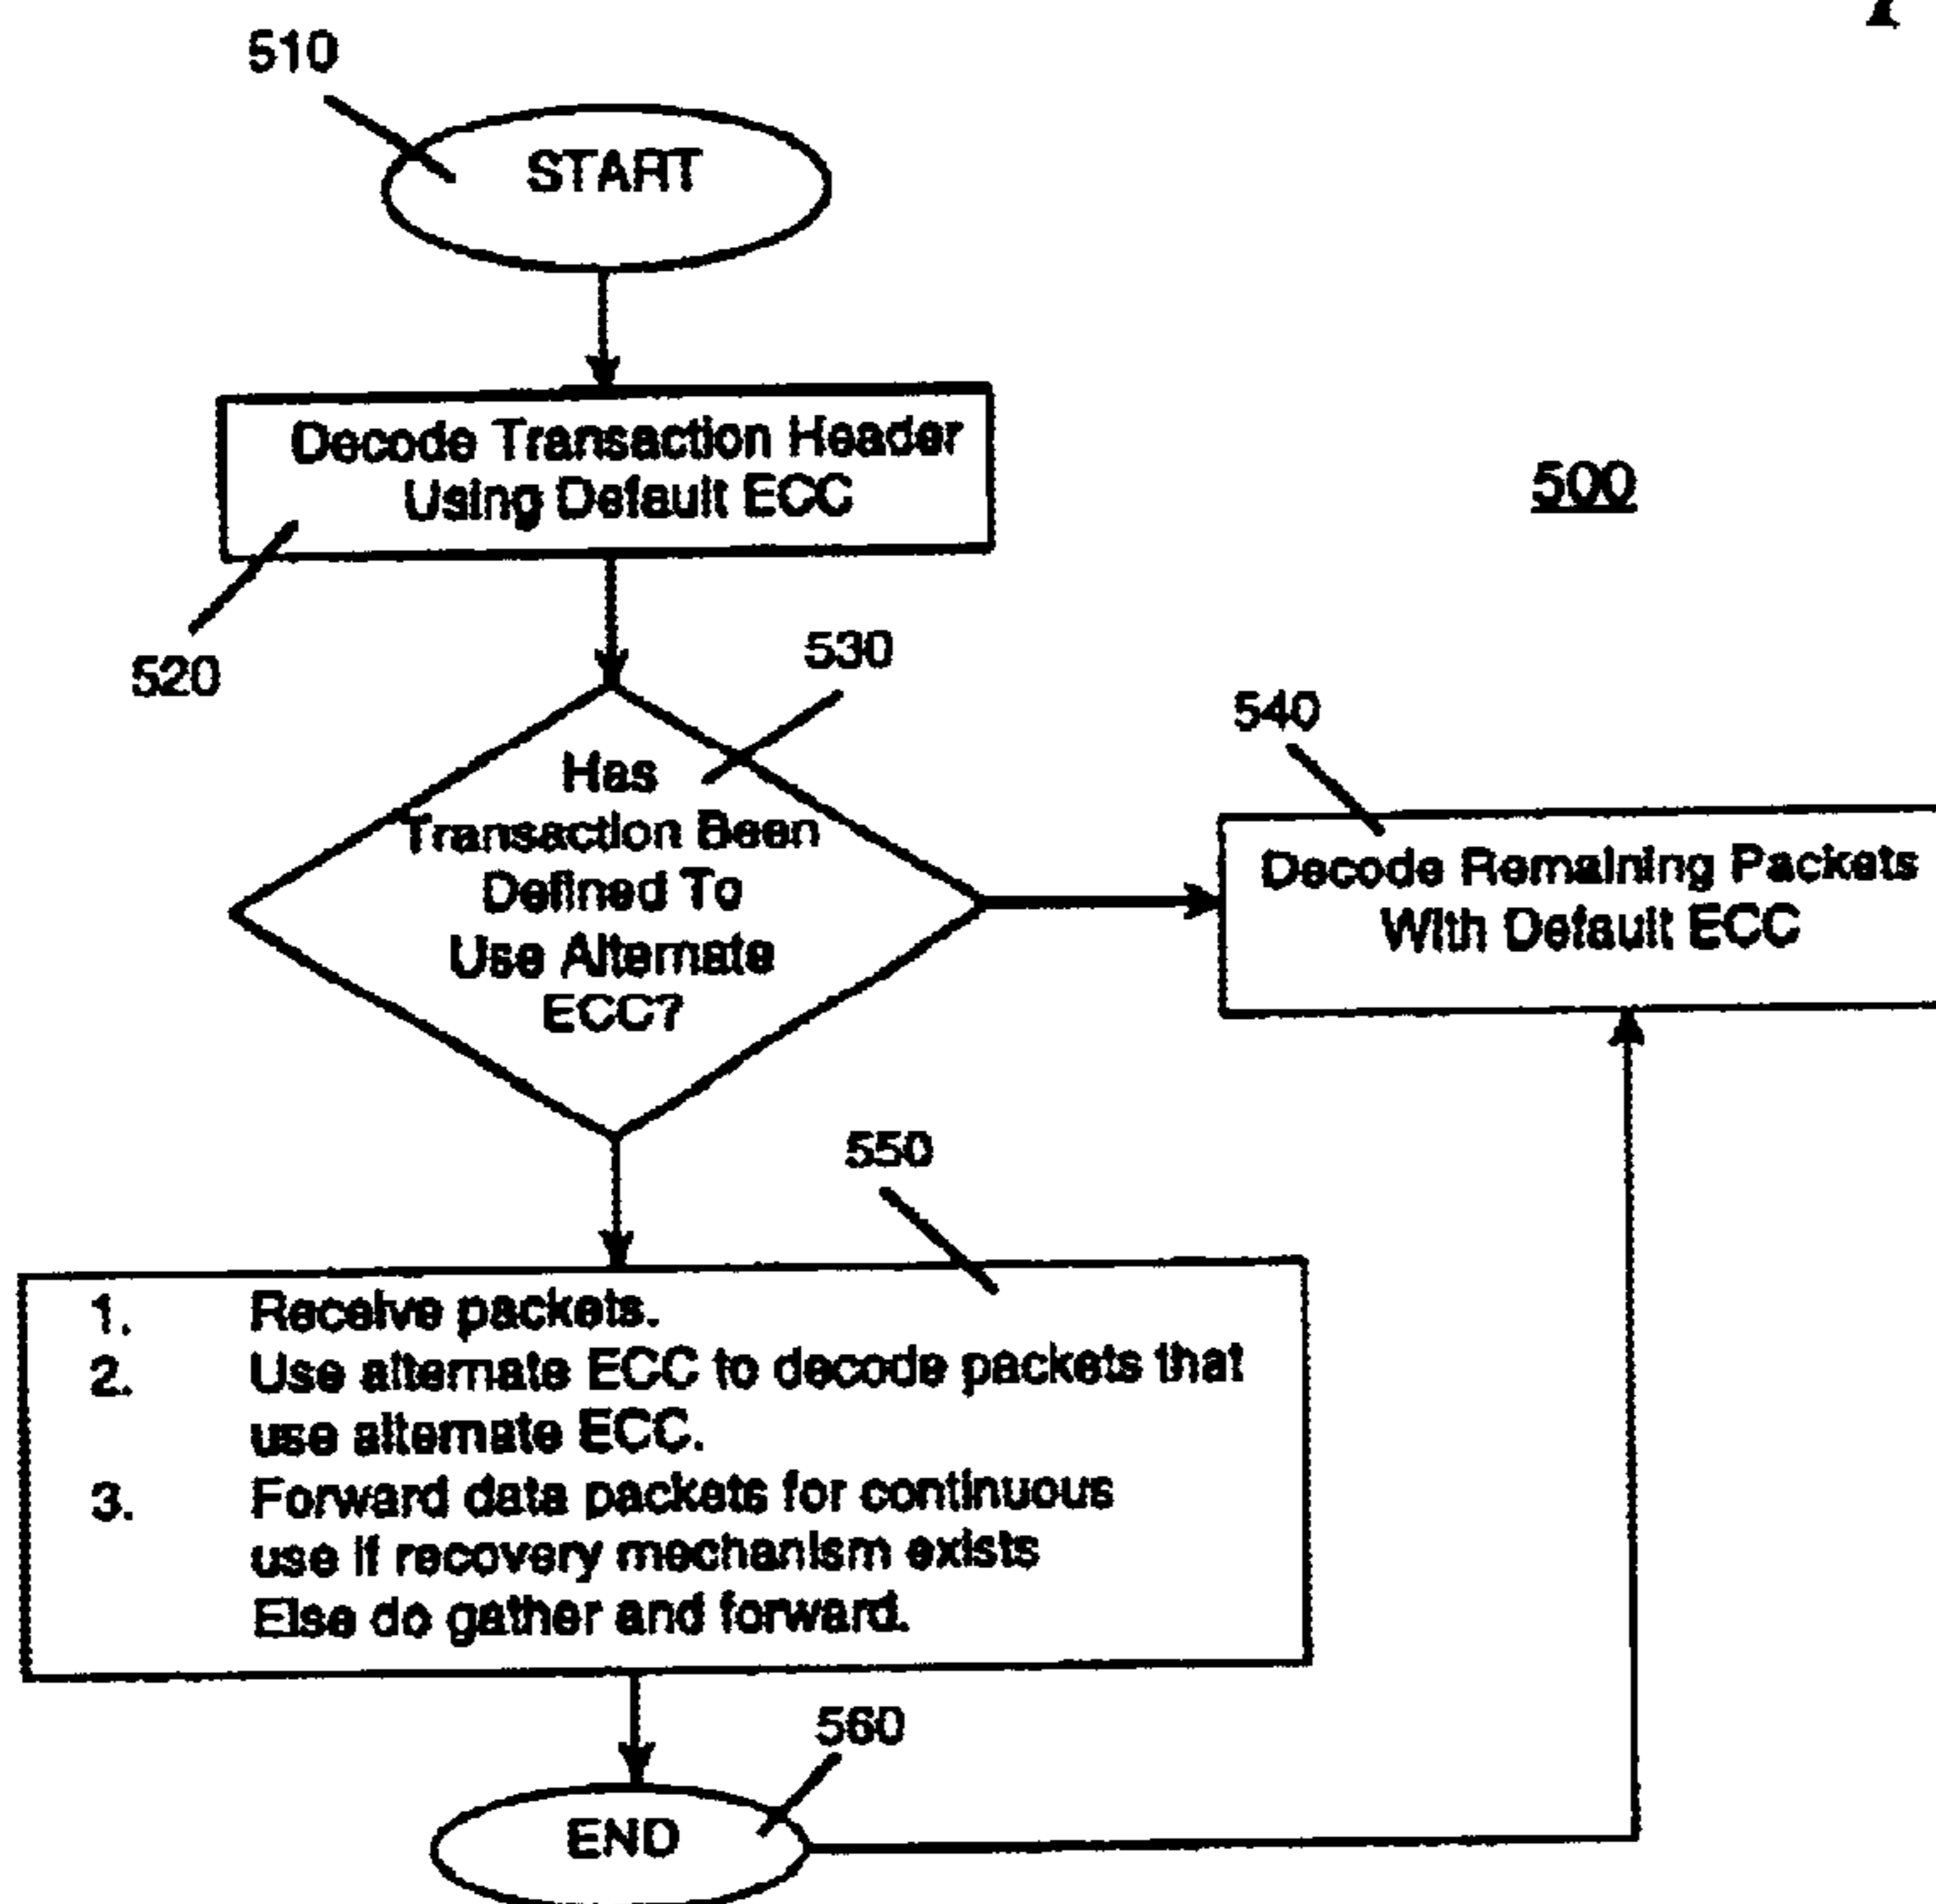 510
START
Decode Transaction Header
Using Default ECC
500
520
530
Has
Transaction Been
Defined To
Use Alternate
ECC?
540
Decode Remaining Packets
With Default ECC
550
1. Receive packets.
2. Use alternate ECC to decode packets that
use alternate ECC.
3. Forward data packets for continuous
use if recovery mechanism exists
Else do gather and forward.
560
END